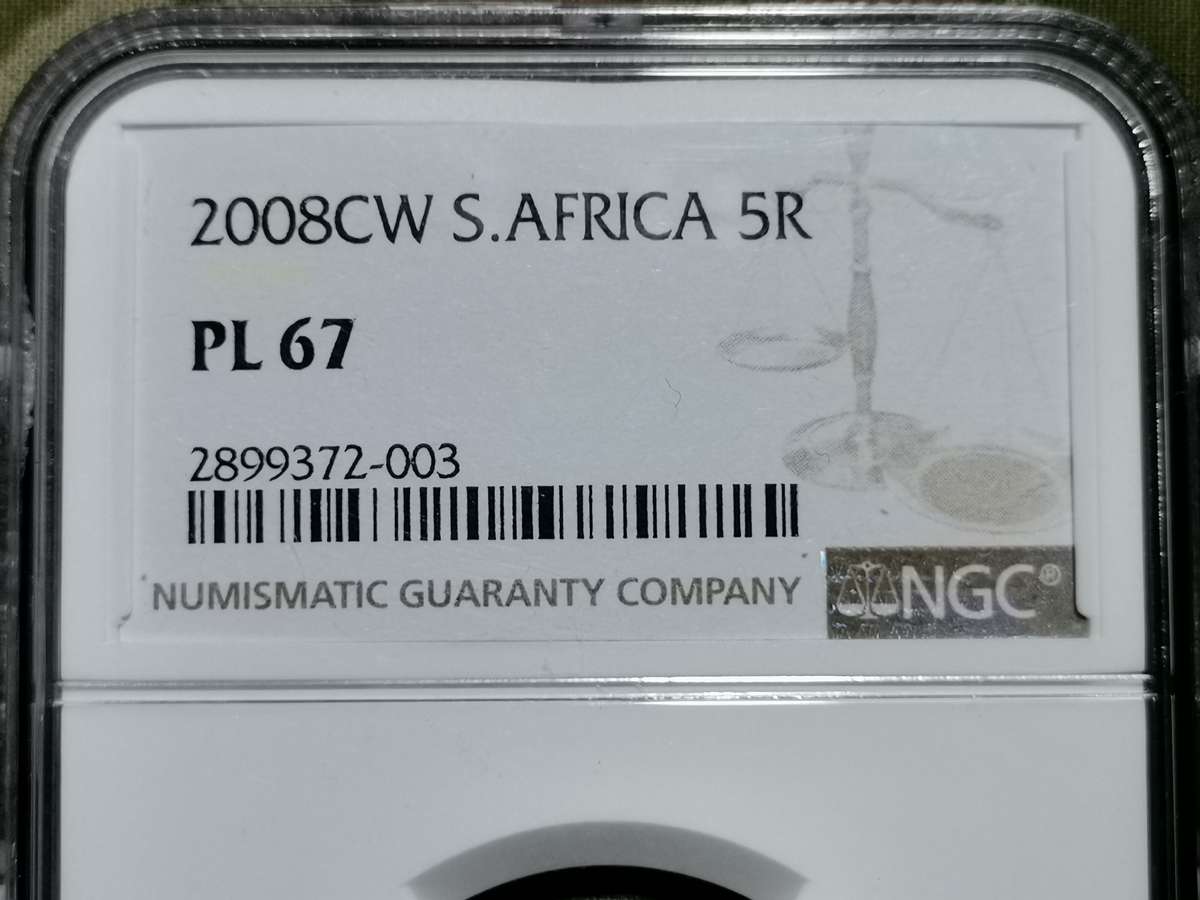 2008CW S.AFRICA 5R
PL 67
2899372-003
NUMISMATIC GUARANTY COMPANY NGC®